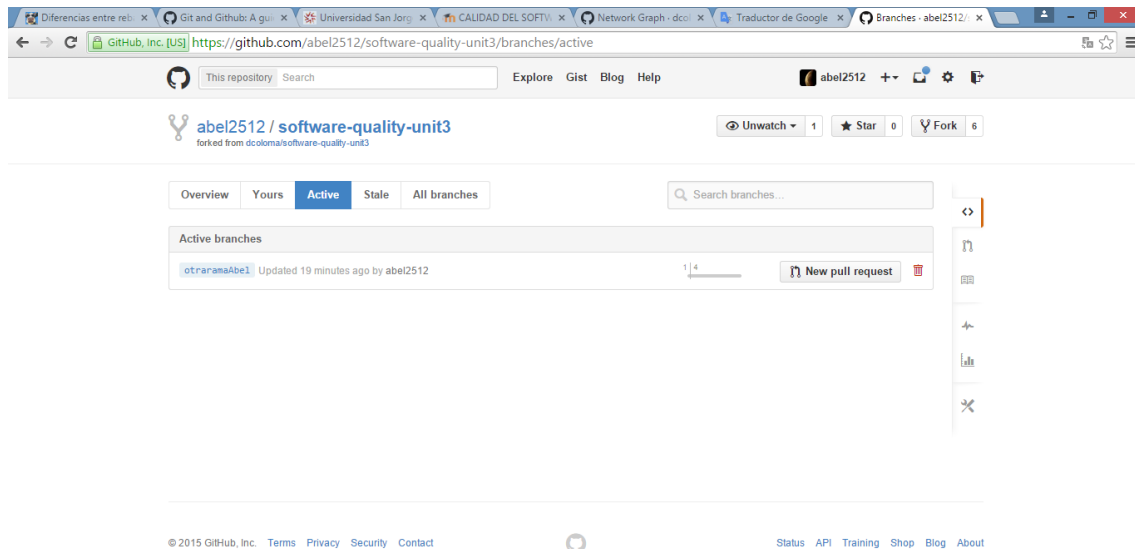 Diferencias entre reb
Git and Github: A gui
Universidad San Jorg
CALIDAD DEL SOFTW
Network Graph · dcol
Traductor de Google
Branches · abel2512/s
GitHub, Inc. [US] https://github.com/abel2512/software-quality-unit3/branches/active
This repository Search Explore Gist Blog Help abel2512
abel2512 / software-quality-unit3 Unwatch 1 Star 0 Fork 6
forked from dcoloma/software-quality-unit3
Overview Yours Active Stale All branches Search branches...
Active branches
otraramaAbel Updated 19 minutes ago by abel2512 1 4 New pull request
© 2015 GitHub, Inc. Terms Privacy Security Contact Status API Training Shop Blog About